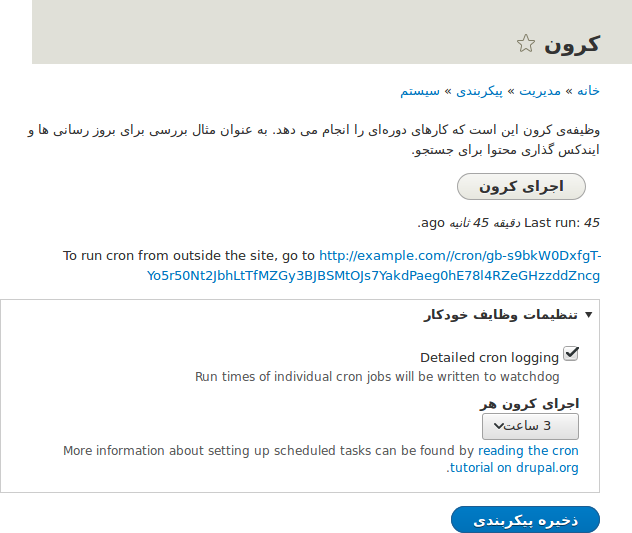 کرون
خانه » مدیریت » پیکربندی » سیستم
وظیفه‌ی کرون این است که کارهای دوره‌ای را انجام می دهد. به عنوان مثال بررسی برای بروز رسانی ها و
ایندکس گذاری محتوا برای جستجو.
اجرای کرون
Last run: 45 دقیقه 45 ثانیه ago.
To run cron from outside the site, go to http://example.com//cron/gb-s9bkW0DxfgT-
Yo5r50Nt2JbhLtTfMZGy3BJBSMtOJs7YakdPaeg0hE78l4RZeGHzzddZncg
تنظیمات وظایف خودکار
Detailed cron logging
Run times of individual cron jobs will be written to watchdog
اجرای کرون هر
3 ساعت
More information about setting up scheduled tasks can be found by reading the cron
tutorial on drupal.org.
ذخیره پیکربندی